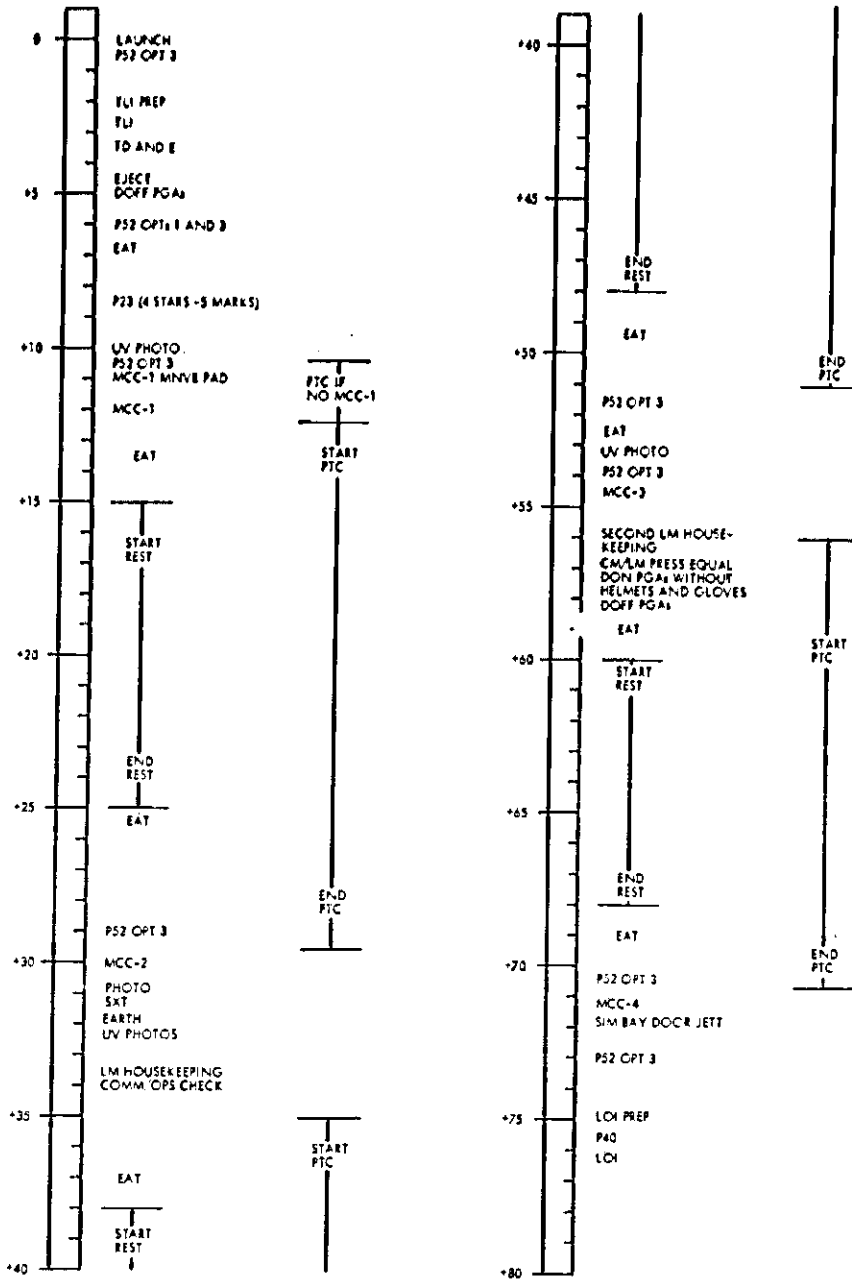 0
LAUNCH
P52 OPT 3
TLI PREP
TLI
TD AND E
EJECT
+5
DOFF PGAs
P52 OPTs 1 AND 3
EAT
P23 (4 STARS -5 MARKS)
+10
UV PHOTO
P52 OPT 3
MCC-1 MNVR PAD
PTC IF
NO MCC-1
MCC-1
START
PTC
EAT
+15
START
REST
+20
END
REST
+25
EAT
END
PTC
P52 OPT 3
+30
MCC-2
PHOTO
SXT
EARTH
UV PHOTOS
LM HOUSEKEEPING
COMM/OPS CHECK
+35
START
PTC
EAT
START
REST
+40
+40
+45
END
REST
EAT
+50
END
PTC
P52 OPT 3
EAT
UV PHOTO
P52 OPT 3
MCC-3
+55
SECOND LM HOUSE-
KEEPING
CM/LM PRESS EQUAL
DON PGAs WITHOUT
HELMETS AND GLOVES
DOFF PGAs
EAT
START
PTC
+60
START
REST
+65
END
REST
EAT
END
PTC
+70
P52 OPT 3
MCC-4
SIM BAY DOOR JETT
P52 OPT 3
+75
LOI PREP
P40
LOI
+80